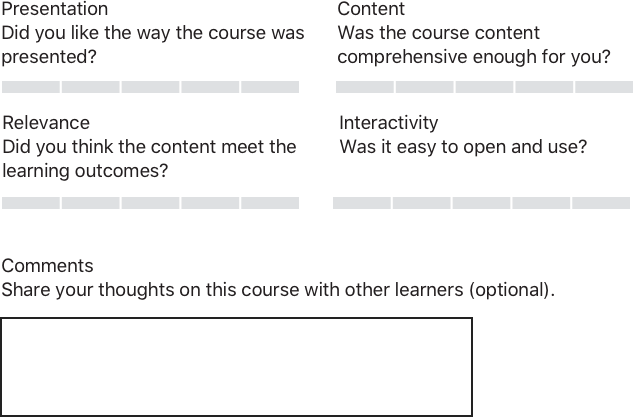 Presentation
Did you like the way the course was
presented?
Content
Was the course content
comprehensive enough for you?
Relevance
Did you think the content meet the
learning outcomes?
Interactivity
Was it easy to open and use?
Comments
Share your thoughts on this course with other learners (optional).